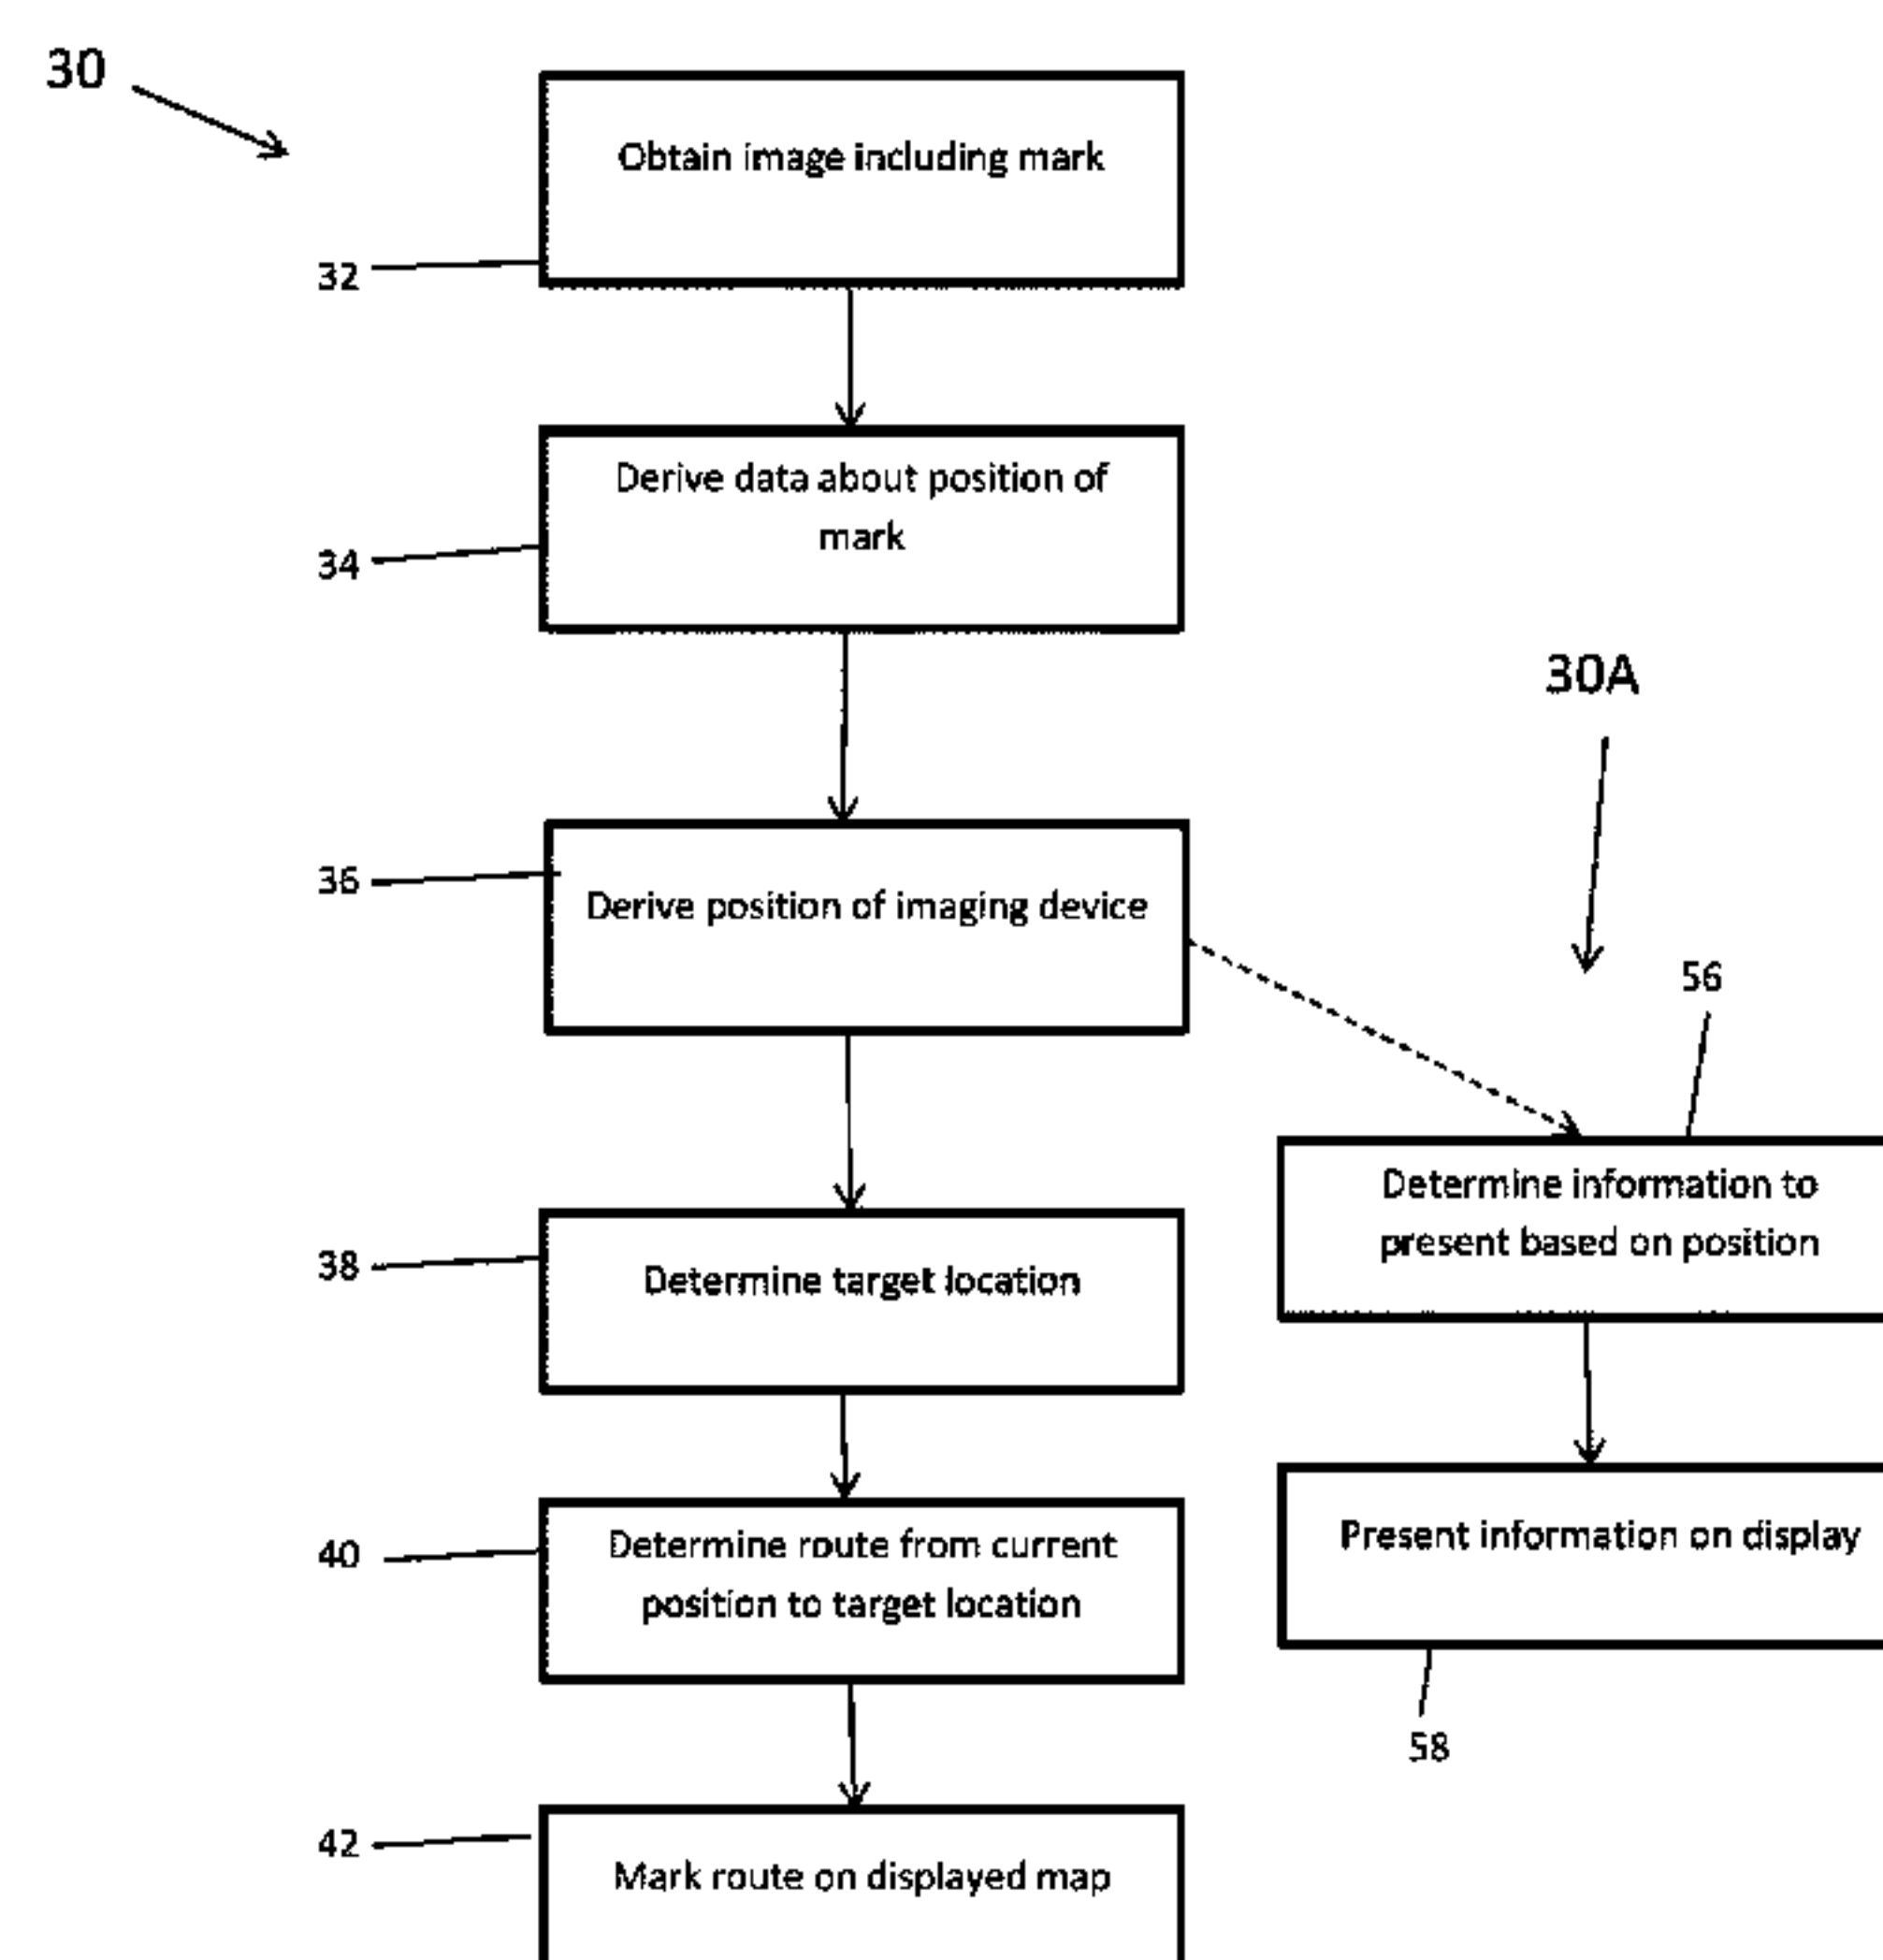 30
Obtain image including mark
32
Derive data about position of
mark
34
30A
36
Derive position of imaging device
56
Determine information to
present based on position
38
Determine target location
40
Determine route from current
position to target location
Present information on display
58
42
Mark route on displayed map